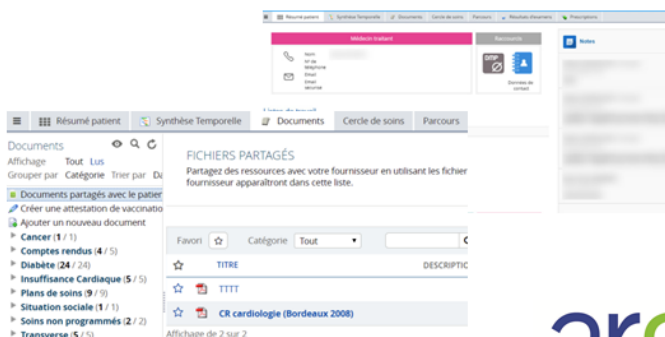 Résumé patient Synthèse Temporelle Documents Cercle de soins Parcours Résultats d'examens Prescriptions
Médecin traitant
Raccourcis
Notes
Nom
N° de
téléphone
Email
Email
sécurisé
DMP
Données de
contact
Résumé patient Synthèse Temporelle Documents Cercle de soins Parcours
Documents
Affichage Tout Lus
Grouper par Catégorie Trier par Da
Documents partagés avec le patien
Créer une attestation de vaccinatio
Ajouter un nouveau document
Cancer (1 / 1)
Comptes rendus (4 / 5)
Diabète (24 / 24)
Insuffisance Cardiaque (5 / 5)
Plans de soins (9 / 9)
Situation sociale (1 / 1)
Soins non programmés (2 / 2)
Transverse (5 / 5)
FICHIERS PARTAGÉS
Partagez des ressources avec votre fournisseur en utilisant les fichier
fournisseur apparaîtront dans cette liste.
Favori Catégorie Tout
TITRE DESCRIPTIC
TTTT
CR cardiologie (Bordeaux 2008)
Affichage de 2 sur 2